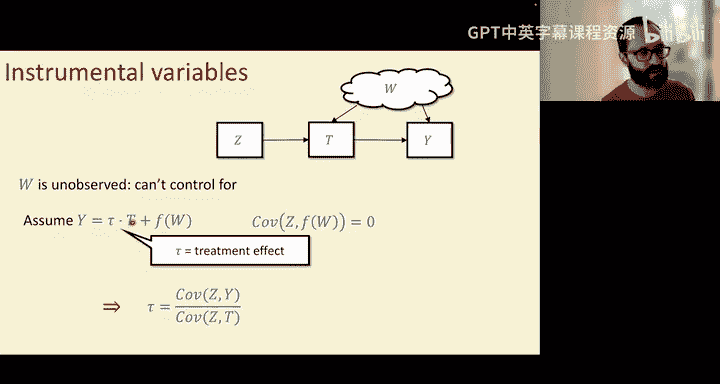 GPT中英字幕课程资源
bilibili
Instrumental variables
W
Z
T
Y
W is unobserved: can't control for
Assume Y = τ · T + f(W)
Cov(Z, f(W)) = 0
τ = treatment effect
⇒ τ = Cov(Z, Y) / Cov(Z, T)